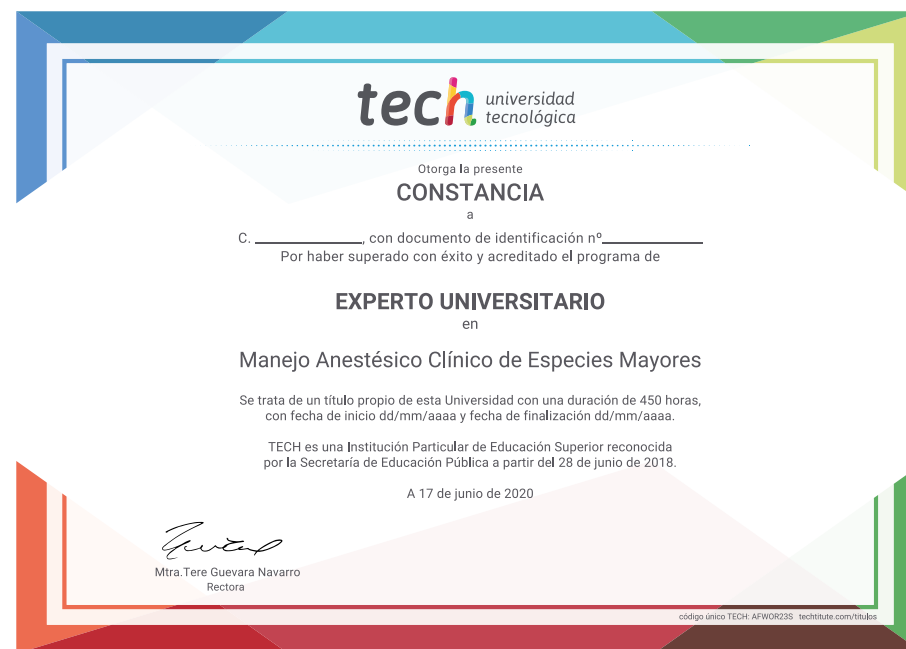 tech universidad
tecnológica
Otorga la presente
CONSTANCIA
a
C. ____________, con documento de identificación nº____________
Por haber superado con éxito y acreditado el programa de
EXPERTO UNIVERSITARIO
en
Manejo Anestésico Clínico de Especies Mayores
Se trata de un título propio de esta Universidad con una duración de 450 horas,
con fecha de inicio dd/mm/aaaa y fecha de finalización dd/mm/aaaa.
TECH es una Institución Particular de Educación Superior reconocida
por la Secretaría de Educación Pública a partir del 28 de junio de 2018.
A 17 de junio de 2020
Mtra.Tere Guevara Navarro
Rectora
código único TECH: AFWOR23S techtitute.com/titulos